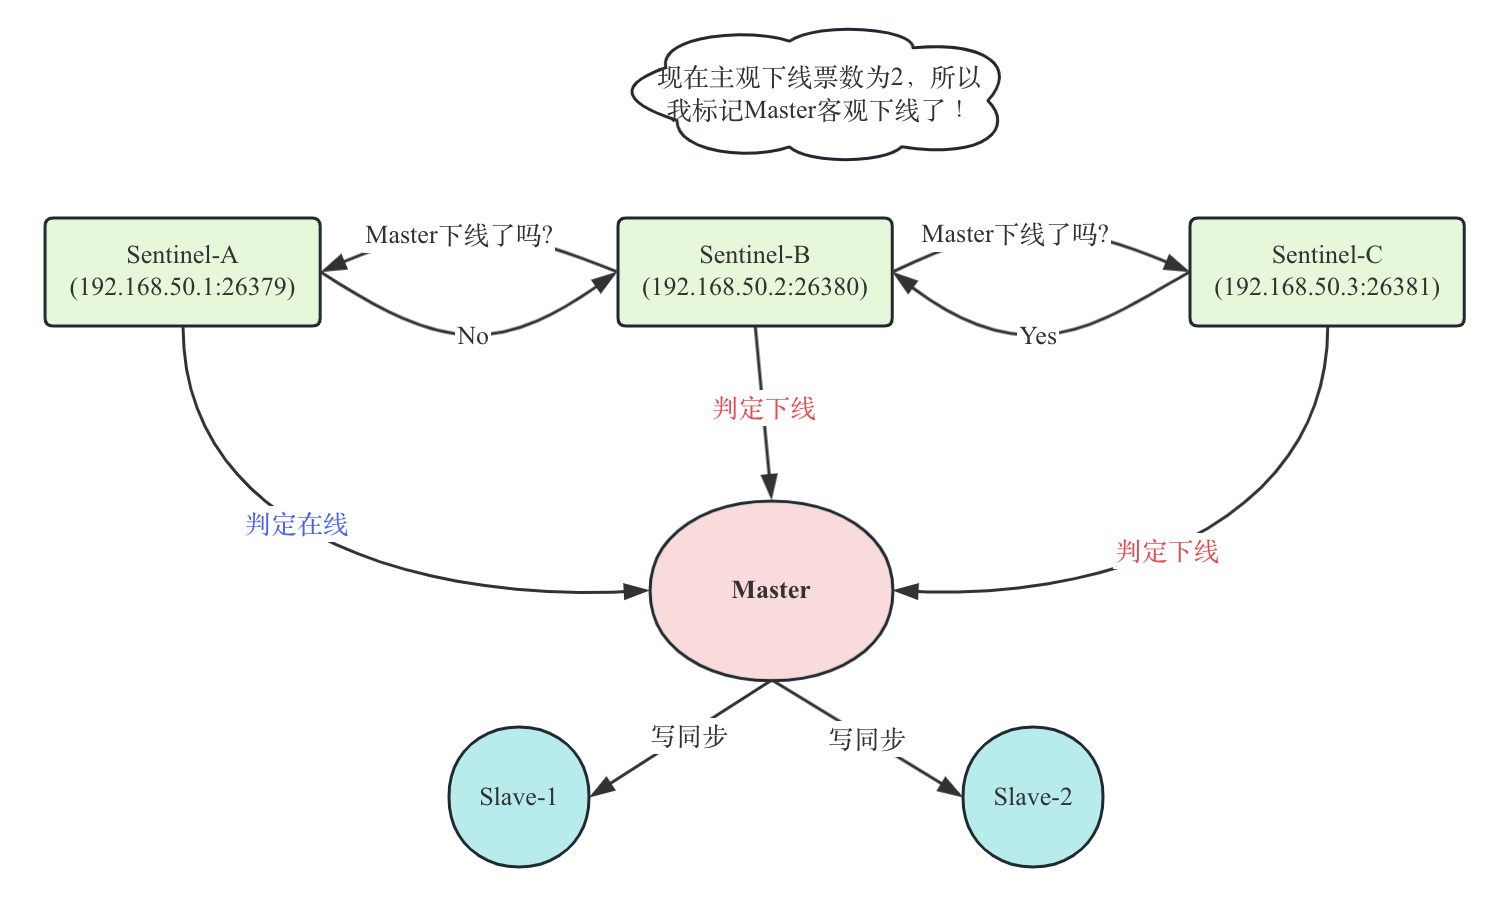 现在主观下线票数为2，所以
我标记Master客观下线了！
Sentinel-A
(192.168.50.1:26379)
Master下线了吗?
No
Sentinel-B
(192.168.50.2:26380)
Master下线了吗?
Yes
Sentinel-C
(192.168.50.3:26381)
判定下线
判定在线
判定下线
Master
写同步
写同步
Slave-1
Slave-2